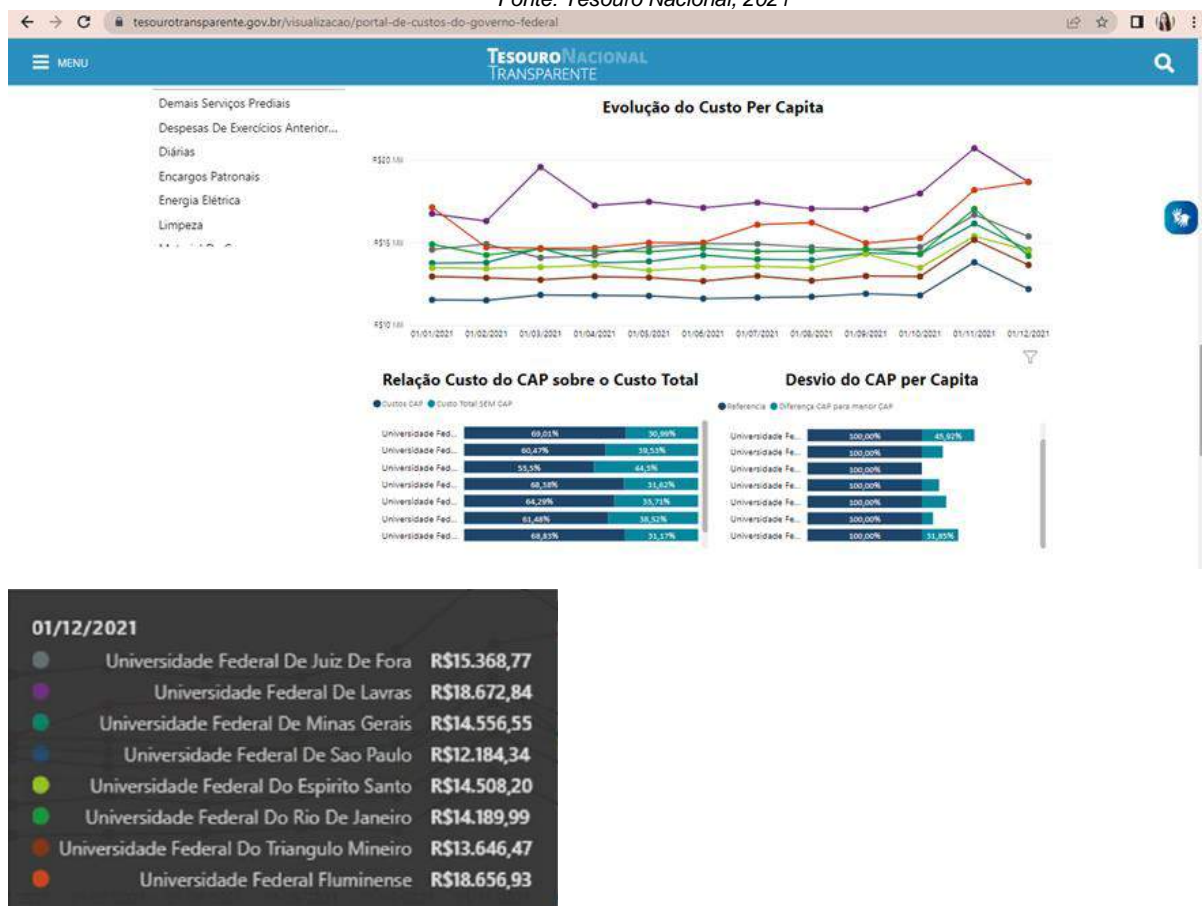 Fonte: Tesouro Nacional, 2021
tesourotransparente.gov.br/visualizacao/portal-de-custos-do-governo-federal
MENU
TESOURO NACIONAL
TRANSPARENTE
Demais Serviços Prediais
Despesas De Exercícios Anterior...
Diárias
Encargos Patronais
Energia Elétrica
Limpeza
Evolução do Custo Per Capita
R$20 Mil
R$15 Mil
R$10 Mil
01/01/2021 01/02/2021 01/03/2021 01/04/2021 01/05/2021 01/06/2021 01/07/2021 01/08/2021 01/09/2021 01/10/2021 01/11/2021 01/12/2021
Relação Custo do CAP sobre o Custo Total
Custos CAP Custo Total SEM CAP
Universidade Fed... 69,01% 30,99%
Universidade Fed... 60,47% 39,53%
Universidade Fed... 55,5% 44,5%
Universidade Fed... 68,38% 31,62%
Universidade Fed... 64,29% 35,71%
Universidade Fed... 61,48% 38,52%
Universidade Fed... 68,83% 31,17%
Desvio do CAP per Capita
Referencia Diferença CAP para menor CAP
Universidade Fe... 100,00% 45,92%
Universidade Fe... 100,00%
Universidade Fe... 100,00%
Universidade Fe... 100,00%
Universidade Fe... 100,00%
Universidade Fe... 100,00%
Universidade Fe... 100,00% 31,85%
01/12/2021
Universidade Federal De Juiz De Fora R$15.368,77
Universidade Federal De Lavras R$18.672,84
Universidade Federal De Minas Gerais R$14.556,55
Universidade Federal De Sao Paulo R$12.184,34
Universidade Federal Do Espirito Santo R$14.508,20
Universidade Federal Do Rio De Janeiro R$14.189,99
Universidade Federal Do Triangulo Mineiro R$13.646,47
Universidade Federal Fluminense R$18.656,93